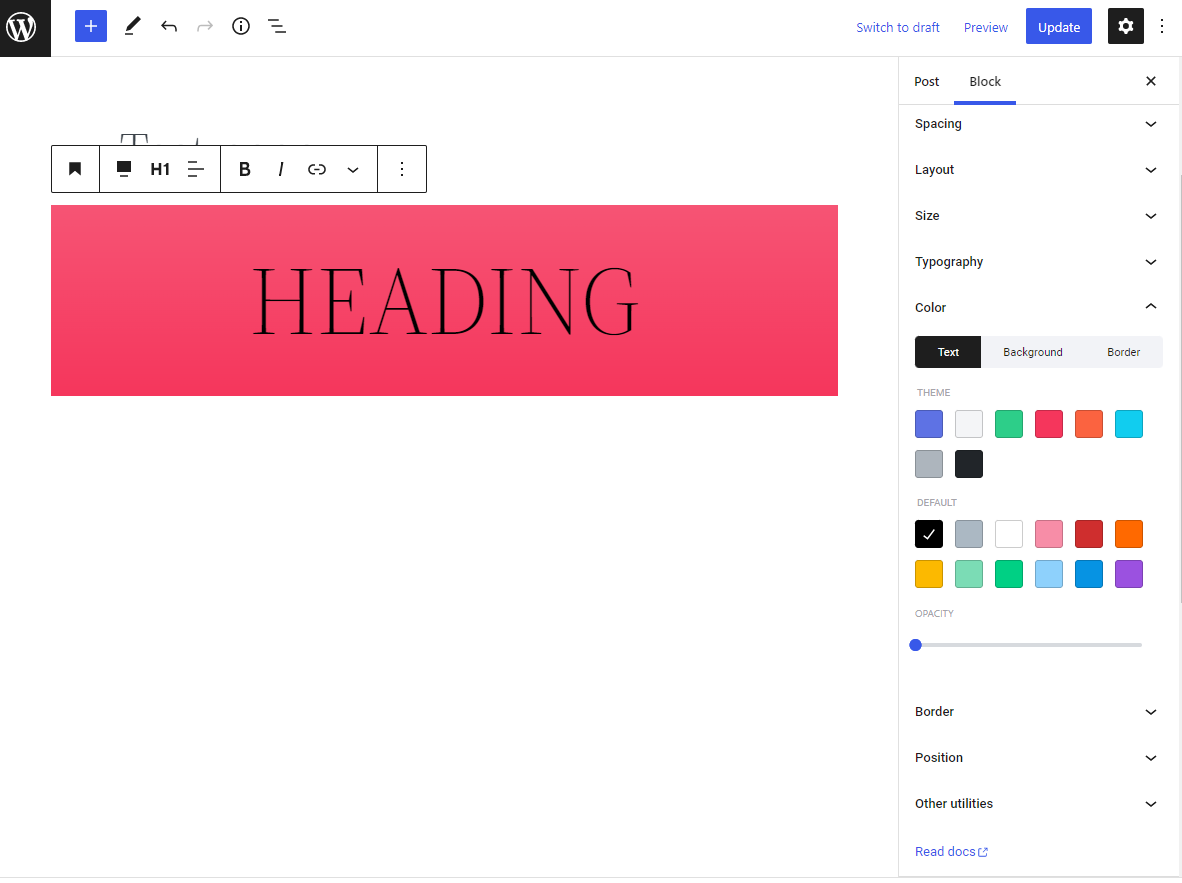 Switch to draft Preview Update
Post Block
H1 B I
HEADING
Spacing
Layout
Size
Typography
Color
Text Background Border
THEME
DEFAULT
OPACITY
Border
Position
Other utilities
Read docs